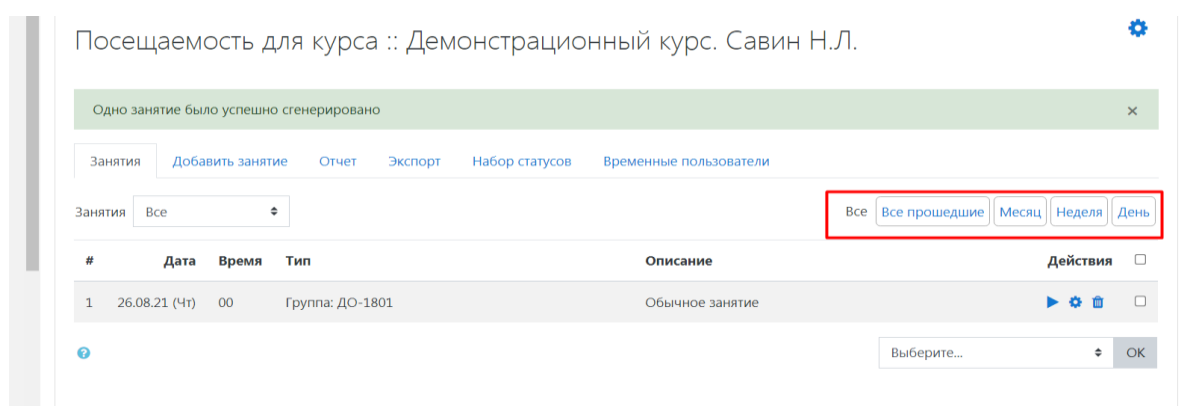 Посещаемость для курса :: Демонстрационный курс. Савин Н.Л.
Одно занятие было успешно сгенерировано ×
Занятия Добавить занятие Отчет Экспорт Набор статусов Временные пользователи
Занятия Все Все Все прошедшие Месяц Неделя День
# Дата Время Тип Описание Действия
1 26.08.21 (Чт) 00 Группа: ДО-1801 Обычное занятие
? Выберите... OK